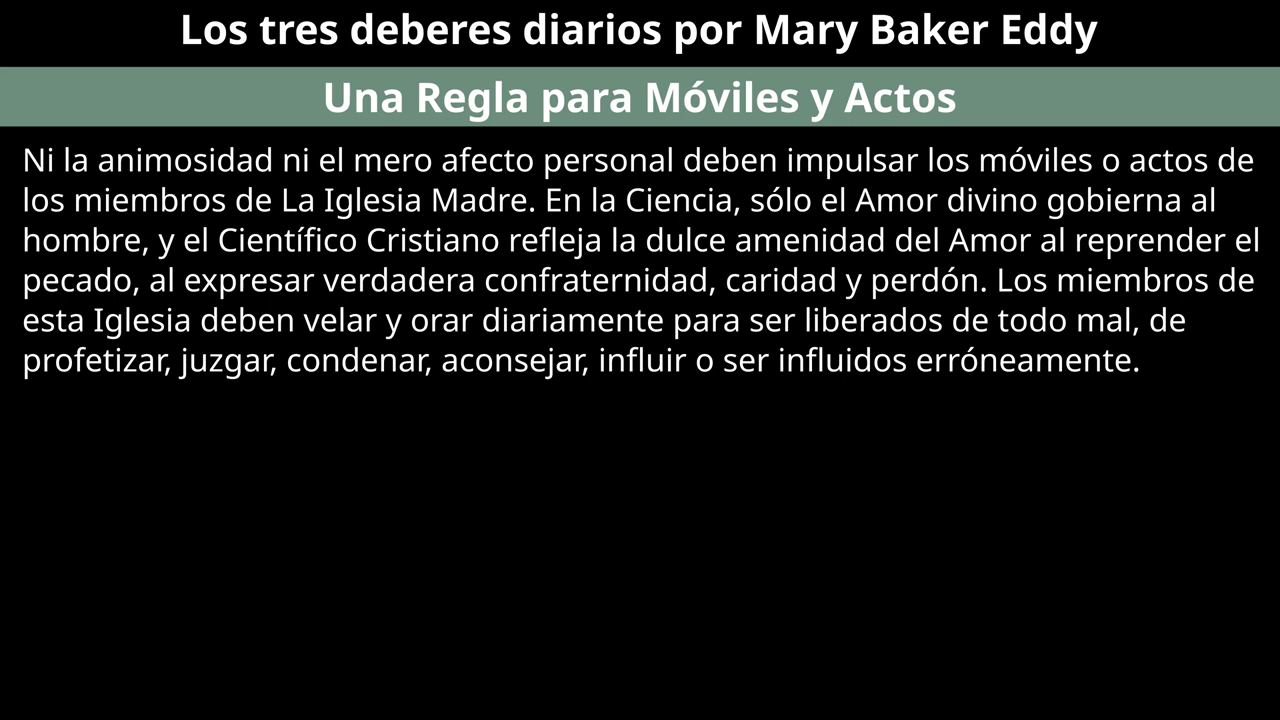 Los tres deberes diarios por Mary Baker Eddy
Una Regla para Móviles y Actos
Ni la animosidad ni el mero afecto personal deben impulsar los móviles o actos de
los miembros de La Iglesia Madre. En la Ciencia, sólo el Amor divino gobierna al
hombre, y el Científico Cristiano refleja la dulce amenidad del Amor al reprender el
pecado, al expresar verdadera confraternidad, caridad y perdón. Los miembros de
esta Iglesia deben velar y orar diariamente para ser liberados de todo mal, de
profetizar, juzgar, condenar, aconsejar, influir o ser influidos erróneamente.